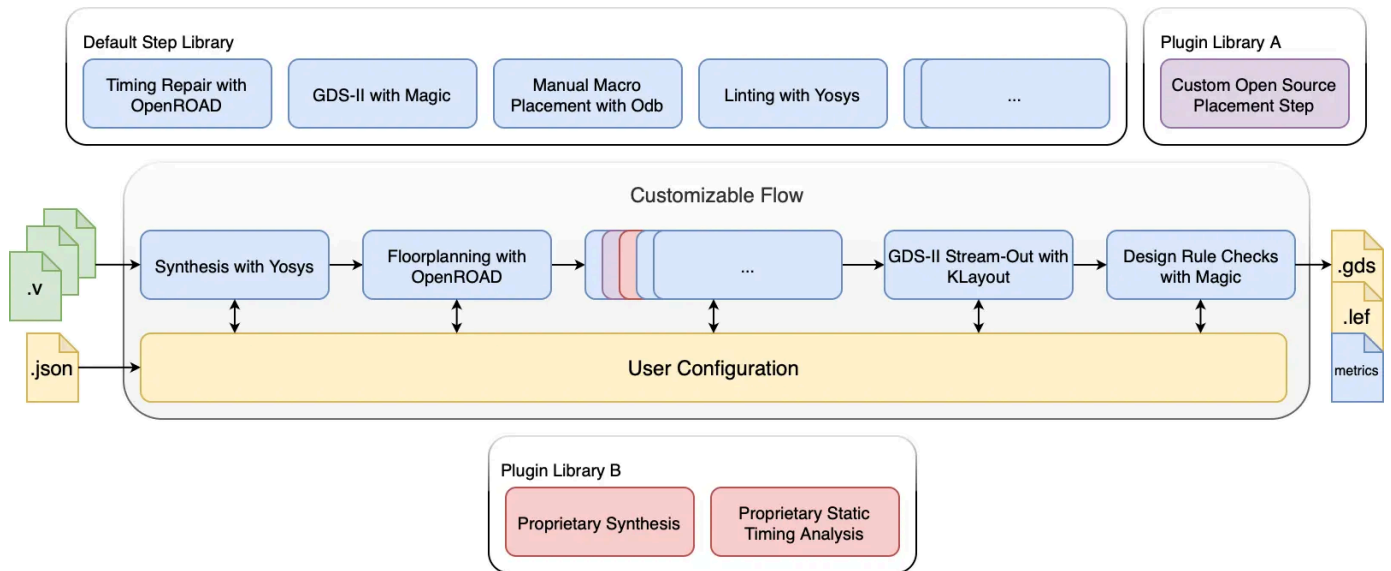 Default Step Library
Timing Repair with
OpenROAD
GDS-II with Magic
Manual Macro
Placement with Odb
Linting with Yosys
...
Plugin Library A
Custom Open Source
Placement Step
Customizable Flow
.v
Synthesis with Yosys
Floorplanning with
OpenROAD
...
GDS-II Stream-Out with
KLayout
Design Rule Checks
with Magic
.gds
.lef
.json
User Configuration
metrics
Plugin Library B
Proprietary Synthesis
Proprietary Static
Timing Analysis